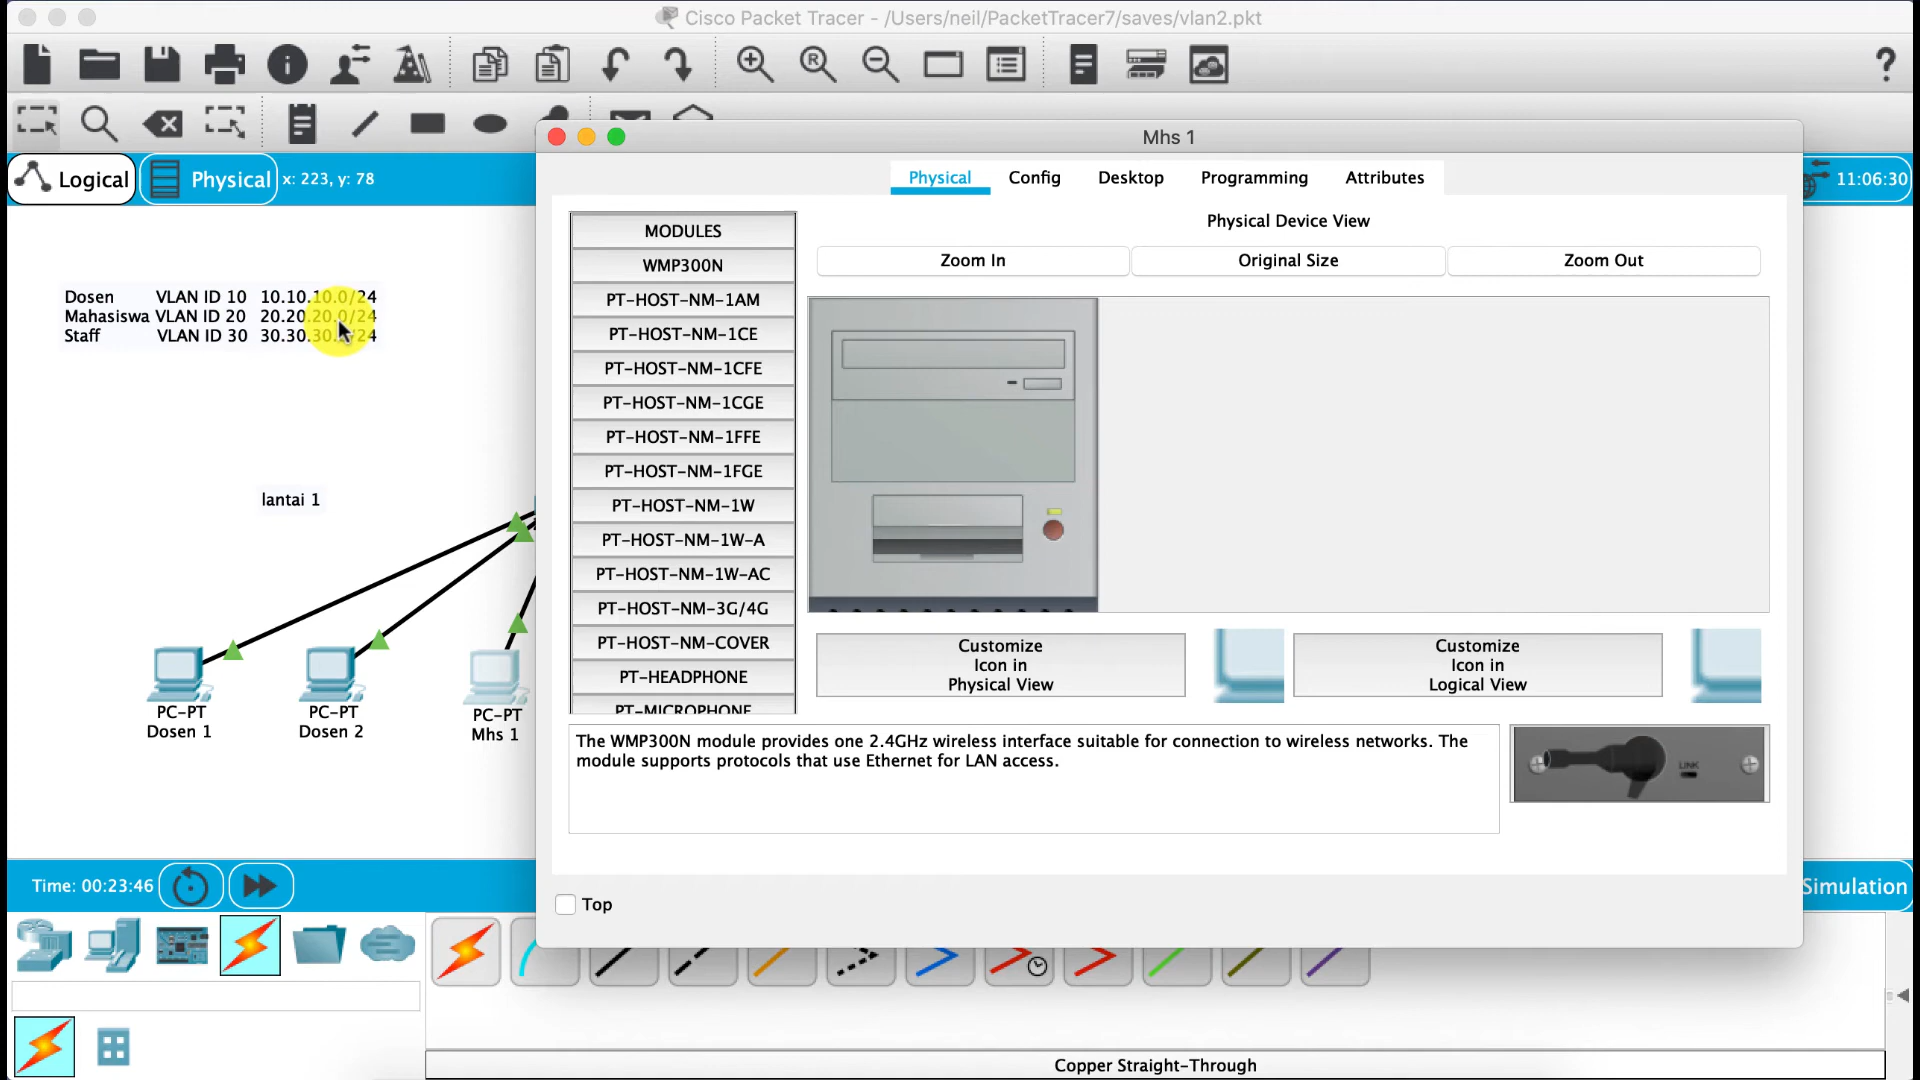 Cisco Packet Tracer - /Users/neil/PacketTracer7/saves/vlan2.pkt
Logical
Physical
x: 223, y: 78
11:06:30
Mhs 1
Physical
Config
Desktop
Programming
Attributes
MODULES
WMP300N
PT-HOST-NM-1AM
PT-HOST-NM-1CE
PT-HOST-NM-1CFE
PT-HOST-NM-1CGE
PT-HOST-NM-1FFE
PT-HOST-NM-1FGE
PT-HOST-NM-1W
PT-HOST-NM-1W-A
PT-HOST-NM-1W-AC
PT-HOST-NM-3G/4G
PT-HOST-NM-COVER
PT-HEADPHONE
PT-MICROPHONE
Physical Device View
Zoom In
Original Size
Zoom Out
Customize
Icon in
Physical View
Customize
Icon in
Logical View
The WMP300N module provides one 2.4GHz wireless interface suitable for connection to wireless networks. The
module supports protocols that use Ethernet for LAN access.
LINK
Top
Dosen VLAN ID 10 10.10.10.0/24
Mahasiswa VLAN ID 20 20.20.20.0/24
Staff VLAN ID 30
lantai 1
PC-PT
Dosen 1
PC-PT
Dosen 2
PC-PT
Mhs 1
Time: 00:23:46
Simulation
Copper Straight-Through